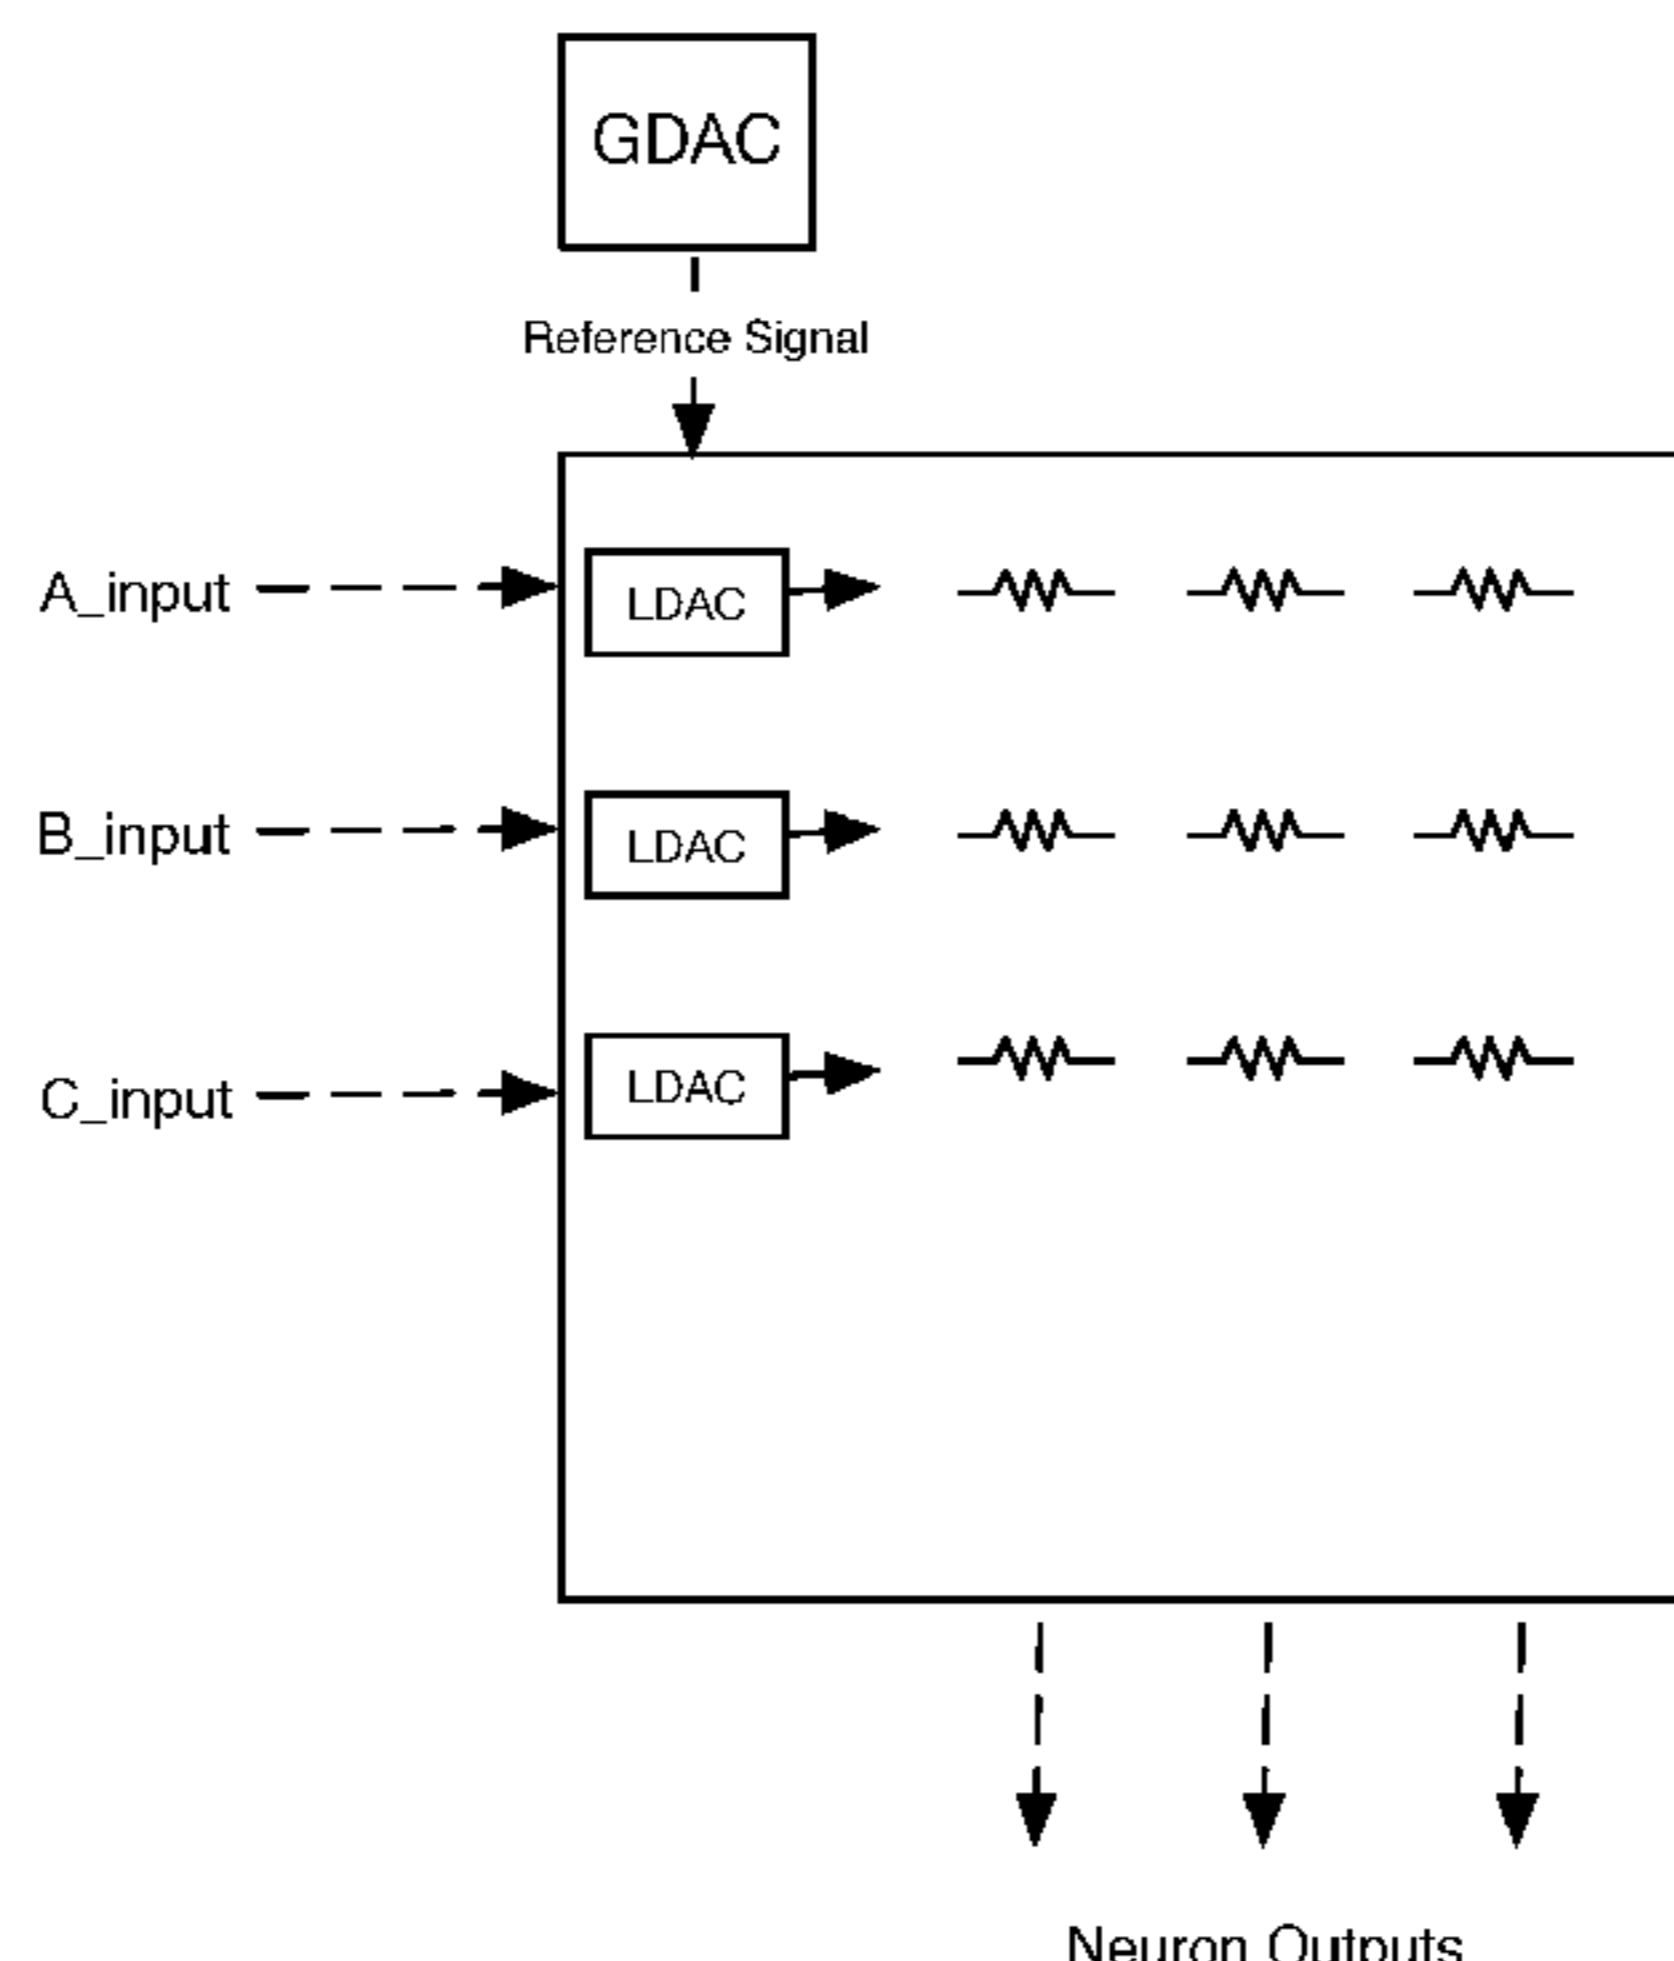 GDAC
Reference Signal
A_input
LDAC
B_input
LDAC
C_input
LDAC
Neuron Outputs